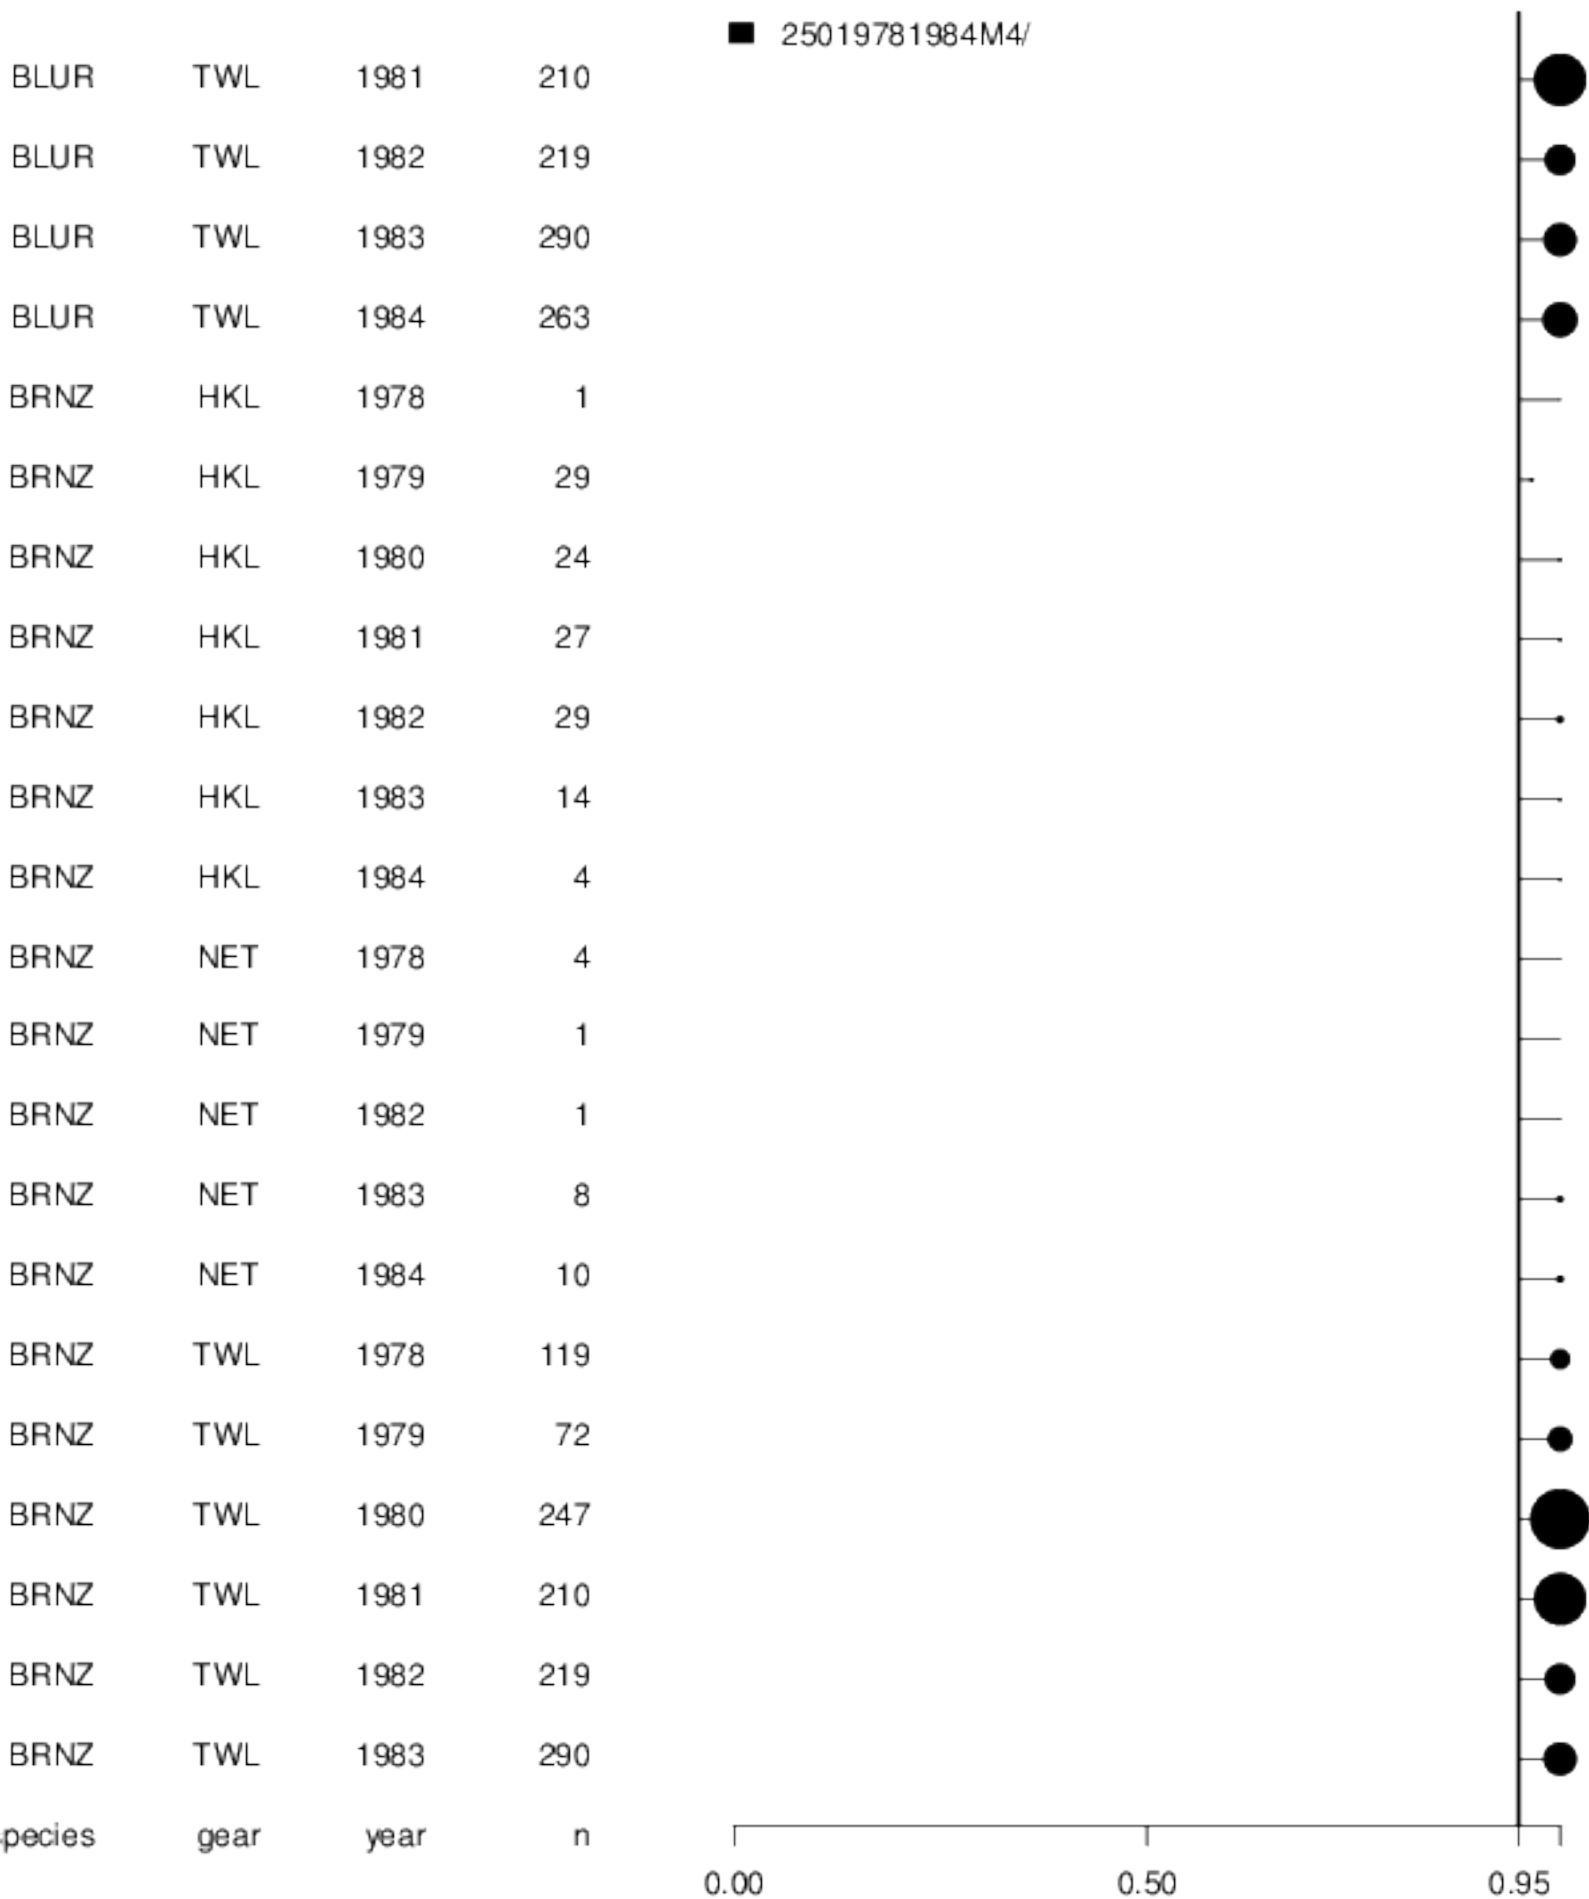 25019781984M4/
BLUR TWL 1981 210
BLUR TWL 1982 219
BLUR TWL 1983 290
BLUR TWL 1984 263
BRNZ HKL 1978 1
BRNZ HKL 1979 29
BRNZ HKL 1980 24
BRNZ HKL 1981 27
BRNZ HKL 1982 29
BRNZ HKL 1983 14
BRNZ HKL 1984 4
BRNZ NET 1978 4
BRNZ NET 1979 1
BRNZ NET 1982 1
BRNZ NET 1983 8
BRNZ NET 1984 10
BRNZ TWL 1978 119
BRNZ TWL 1979 72
BRNZ TWL 1980 247
BRNZ TWL 1981 210
BRNZ TWL 1982 219
BRNZ TWL 1983 290
pecies gear year n
0.00 0.50 0.95